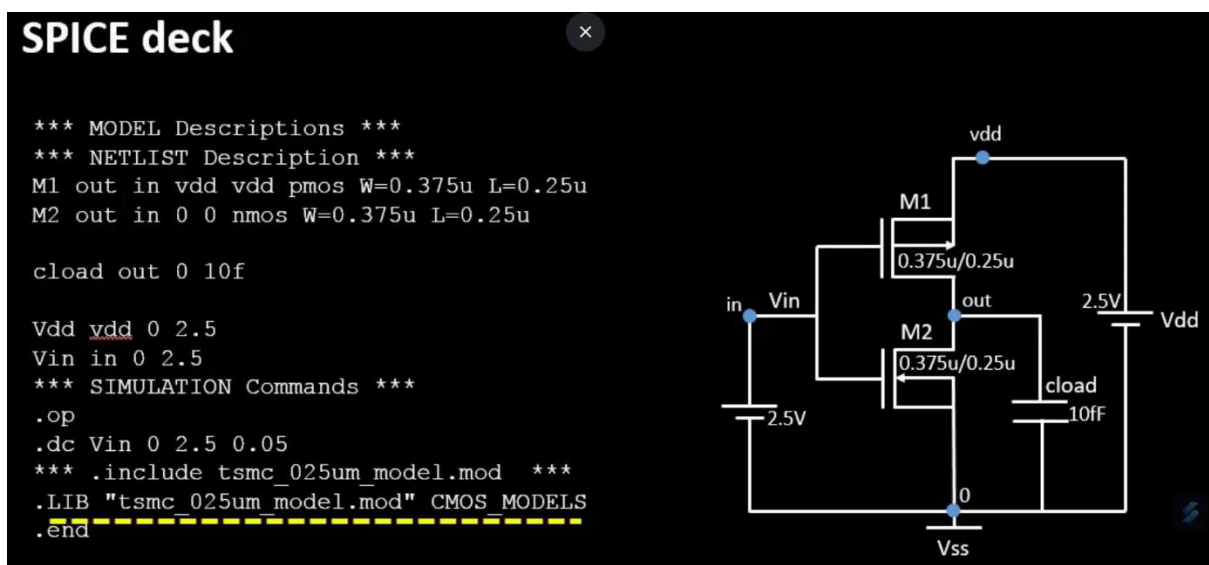 SPICE deck
*** MODEL Descriptions ***
*** NETLIST Description ***
M1 out in vdd vdd pmos W=0.375u L=0.25u
M2 out in 0 0 nmos W=0.375u L=0.25u
cload out 0 10f
Vdd vdd 0 2.5
Vin in 0 2.5
*** SIMULATION Commands ***
.op
.dc Vin 0 2.5 0.05
*** .include tsmc_025um_model.mod ***
.LIB "tsmc_025um_model.mod" CMOS_MODELS
.end
vdd
M1
0.375u/0.25u
in
Vin
out
2.5V
Vdd
M2
0.375u/0.25u
cload
10fF
2.5V
0
Vss